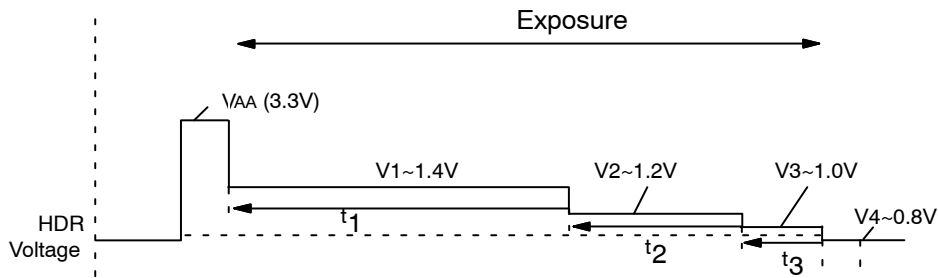 Exposure
VAA (3.3V)
V1~1.4V
V2~1.2V
V3~1.0V
V4~0.8V
HDR
Voltage
t1
t2
t3